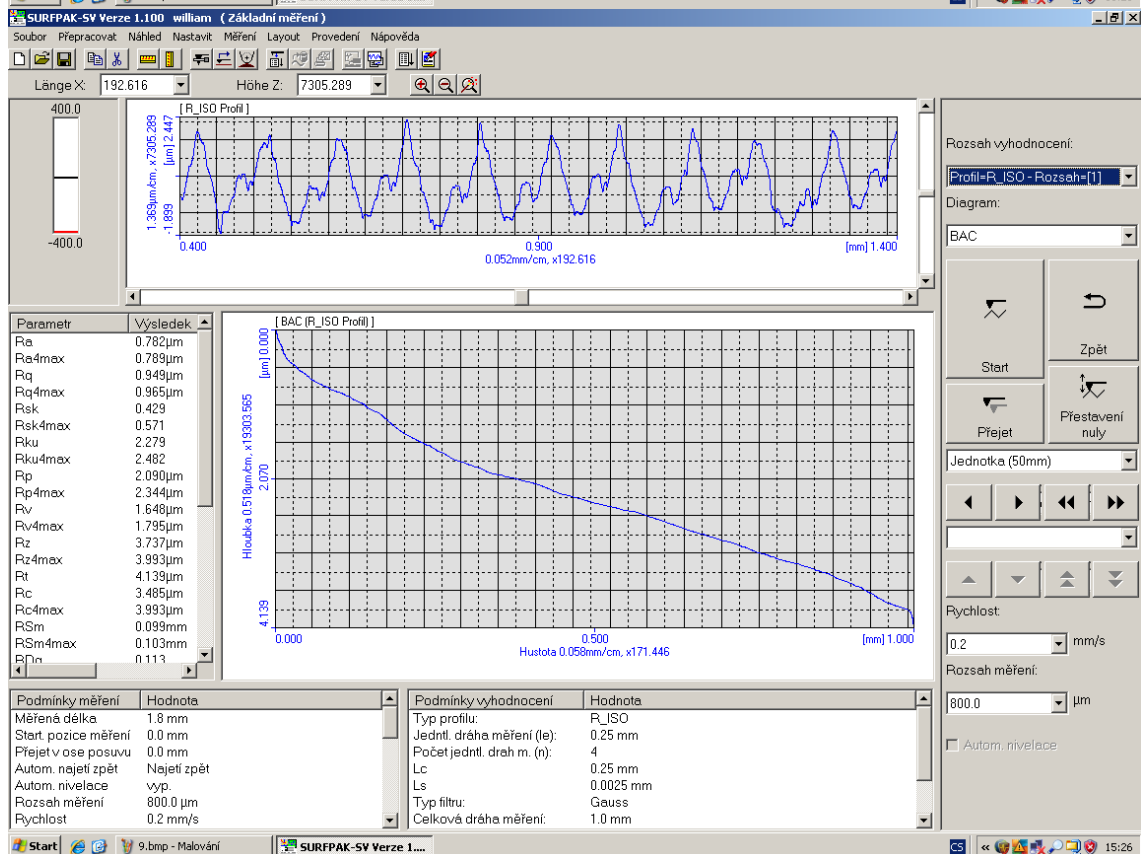 SURFPAK-SV Verze 1.100 william ( Základní měření )
Soubor Přepracovat Náhled Nastavit Měření Layout Provedení Nápověda
Länge X: 192.616 Höhe Z: 7305.289
400.0
-400.0
[ R_ISO Profil ]
1.369µm/cm, x7305.289
-1.899 [µm] 2.447
0.400 0.900 [mm] 1.400
0.052mm/cm, x192.616
Rozsah vyhodnocení:
Profil=R_ISO - Rozsah=[1]
Diagram:
BAC
Start
Zpět
Přejet
Přestavení
nuly
Jednotka (50mm)
Rychlost:
0.2 mm/s
Rozsah měření:
800.0 µm
Autom. nivelace
Parametr Výsledek
Ra 0.782µm
Ra4max 0.789µm
Rq 0.949µm
Rq4max 0.965µm
Rsk 0.429
Rsk4max 0.571
Rku 2.279
Rku4max 2.482
Rp 2.090µm
Rp4max 2.344µm
Rv 1.648µm
Rv4max 1.795µm
Rz 3.737µm
Rz4max 3.993µm
Rt 4.139µm
Rc 3.485µm
Rc4max 3.993µm
RSm 0.099mm
RSm4max 0.103mm
RDq 0.113
[ BAC (R_ISO Profil) ]
Hloubka 0.518µm/cm, x19303.565
4.139 2.070 [µm] 0.000
0.000 0.500 [mm] 1.000
Hustota 0.058mm/cm, x171.446
Podmínky měření Hodnota
Měřená délka 1.8 mm
Start. pozice měření 0.0 mm
Přejet v ose posuvu 0.0 mm
Autom. najetí zpět Najetí zpět
Autom. nivelace vyp.
Rozsah měření 800.0 µm
Rychlost 0.2 mm/s
Podmínky vyhodnocení Hodnota
Typ profilu: R_ISO
Jedntl. dráha měření (le): 0.25 mm
Počet jedntl. drah m. (n): 4
Lc 0.25 mm
Ls 0.0025 mm
Typ filtru: Gauss
Celková dráha měření: 1.0 mm
Start 9.bmp - Malování SURFPAK-SV Verze 1.... CS « 15:26